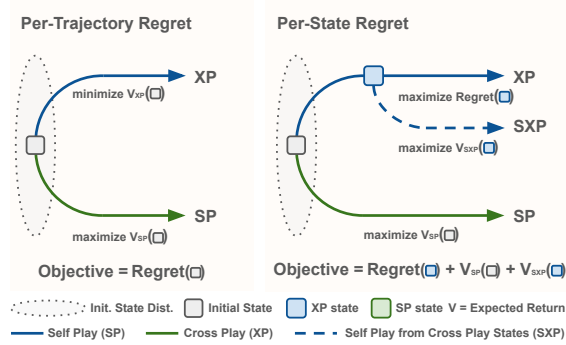 Per-Trajectory Regret
XP
minimize VXP(□)
SP
maximize VSP(□)
Objective = Regret(□)
Per-State Regret
XP
maximize Regret(□)
SXP
maximize VSXP(□)
SP
maximize VSP(□)
Objective = Regret(□) + VSP(□) + VSXP(□)
Init. State Dist. Initial State XP state SP state V = Expected Return
Self Play (SP) Cross Play (XP) Self Play from Cross Play States (SXP)